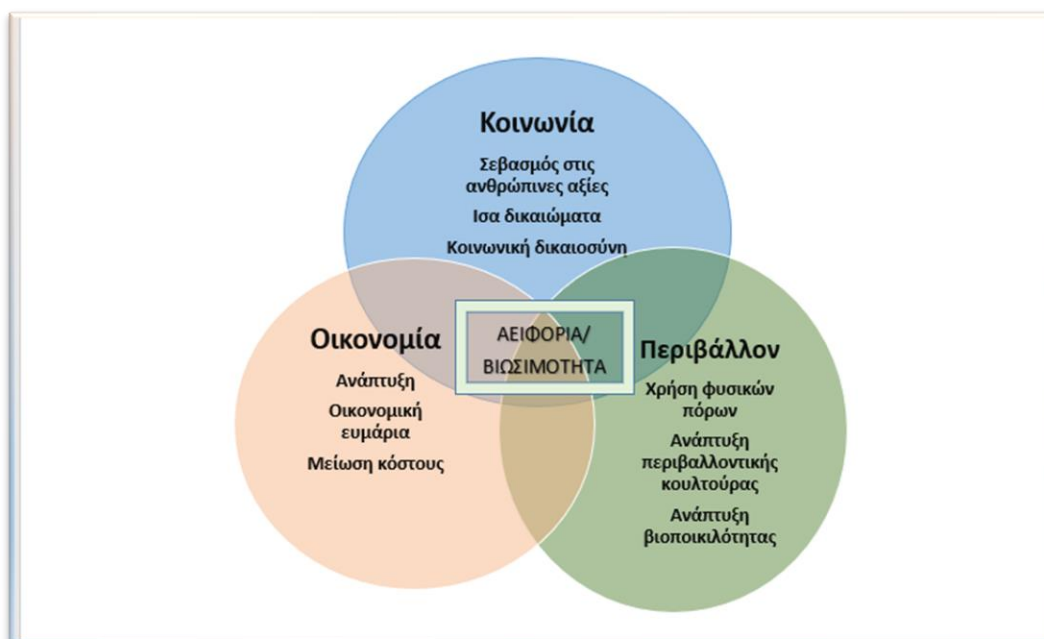 Κοινωνία
Σεβασμός στις
ανθρώπινες αξίες
Ισα δικαιώματα
Κοινωνική δικαιοσύνη
Οικονομία
Ανάπτυξη
Οικονομική
ευμάρια
Μείωση κόστους
ΑΕΙΦΟΡΙΑ/
ΒΙΩΣΙΜΟΤΗΤΑ
Περιβάλλον
Χρήση φυσικών
πόρων
Ανάπτυξη
περιβαλλοντικής
κουλτούρας
Ανάπτυξη
βιοποικιλότητας